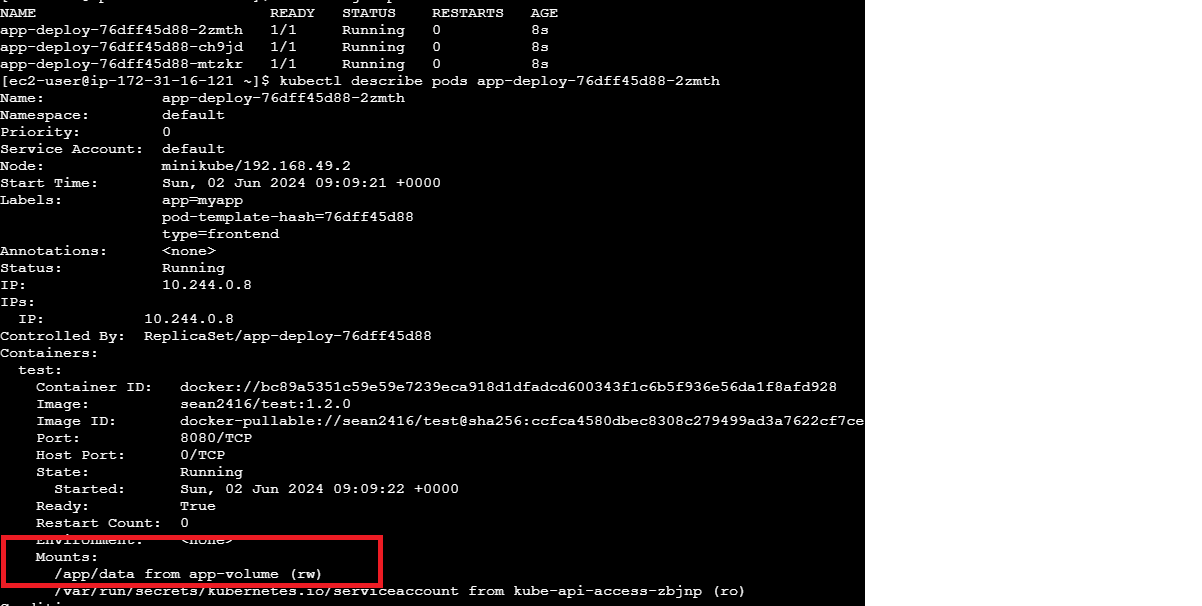 NAME READY STATUS RESTARTS AGE
app-deploy-76dff45d88-2zmth 1/1 Running 0 8s
app-deploy-76dff45d88-ch9jd 1/1 Running 0 8s
app-deploy-76dff45d88-mtzkr 1/1 Running 0 8s
[ec2-user@ip-172-31-16-121 ~]$ kubectl describe pods app-deploy-76dff45d88-2zmth
Name: app-deploy-76dff45d88-2zmth
Namespace: default
Priority: 0
Service Account: default
Node: minikube/192.168.49.2
Start Time: Sun, 02 Jun 2024 09:09:21 +0000
Labels: app=myapp
pod-template-hash=76dff45d88
type=frontend
Annotations: <none>
Status: Running
IP: 10.244.0.8
IPs:
IP: 10.244.0.8
Controlled By: ReplicaSet/app-deploy-76dff45d88
Containers:
test:
Container ID: docker://bc89a5351c59e59e7239eca918d1dfadcd600343f1c6b5f936e56da1f8afd928
Image: sean2416/test:1.2.0
Image ID: docker-pullable://sean2416/test@sha256:ccfca4580dbec8308c279499ad3a7622cf7ce
Port: 8080/TCP
Host Port: 0/TCP
State: Running
Started: Sun, 02 Jun 2024 09:09:22 +0000
Ready: True
Restart Count: 0
Environment: <none>
Mounts:
/app/data from app-volume (rw)
/var/run/secrets/kubernetes.io/serviceaccount from kube-api-access-zbjnp (ro)